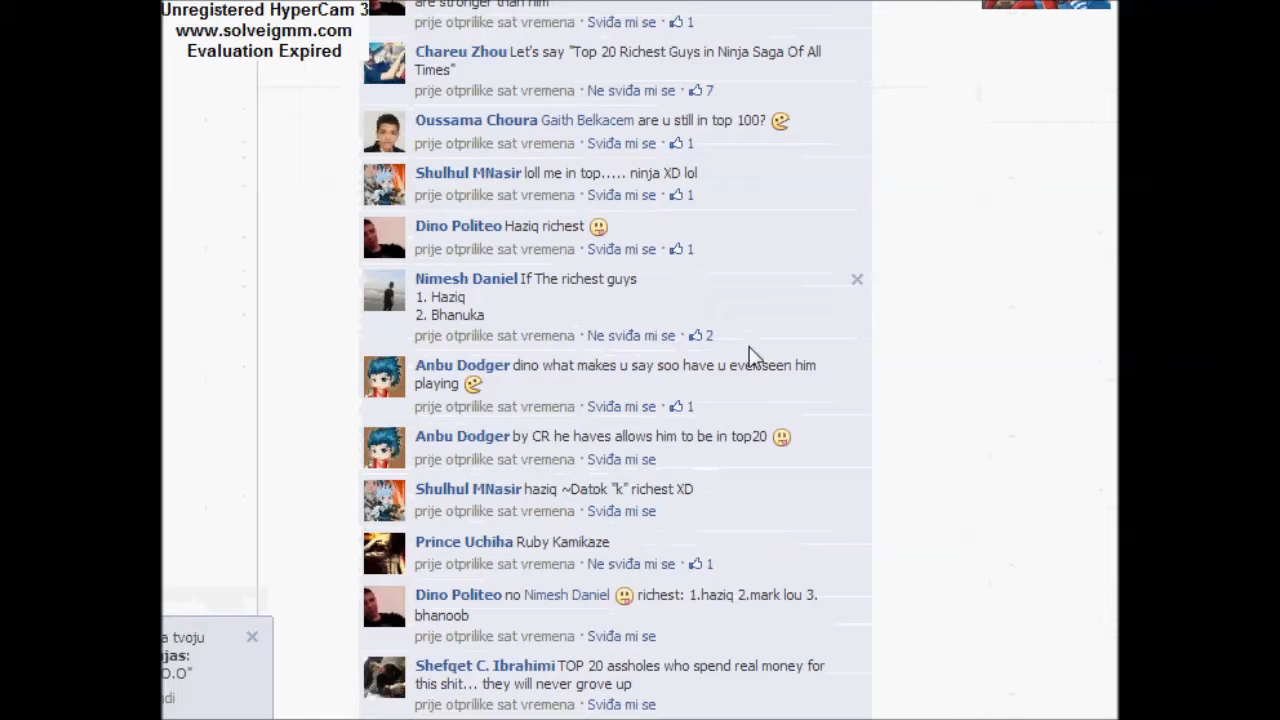 Unregistered HyperCam 3
www.solveigmm.com
Evaluation Expired
are stronger than him
prije otprilike sat vremena · Sviđa mi se · 1
Chareu Zhou Let's say "Top 20 Richest Guys in Ninja Saga Of All
Times"
prije otprilike sat vremena · Ne sviđa mi se · 7
Oussama Choura Gaith Belkacem are u still in top 100?
prije otprilike sat vremena · Sviđa mi se · 1
Shulhul MNasir loll me in top..... ninja XD lol
prije otprilike sat vremena · Sviđa mi se · 1
Dino Politeo Haziq richest
prije otprilike sat vremena · Sviđa mi se · 1
Nimesh Daniel If The richest guys
1. Haziq
2. Bhanuka
prije otprilike sat vremena · Ne sviđa mi se · 2
Anbu Dodger dino what makes u say soo have u even seen him
playing
prije otprilike sat vremena · Sviđa mi se · 1
Anbu Dodger by CR he haves allows him to be in top20
prije otprilike sat vremena · Sviđa mi se
Shulhul MNasir haziq ~Datok "k" richest XD
prije otprilike sat vremena · Sviđa mi se
Prince Uchiha Ruby Kamikaze
prije otprilike sat vremena · Ne sviđa mi se · 1
Dino Politeo no Nimesh Daniel richest: 1.haziq 2.mark lou 3.
bhanoob
prije otprilike sat vremena · Sviđa mi se
Shefqet C. Ibrahimi TOP 20 assholes who spend real money for
this shit... they will never grove up
prije otprilike sat vremena · Sviđa mi se
a tvoju
jas:
0.0"
ndi